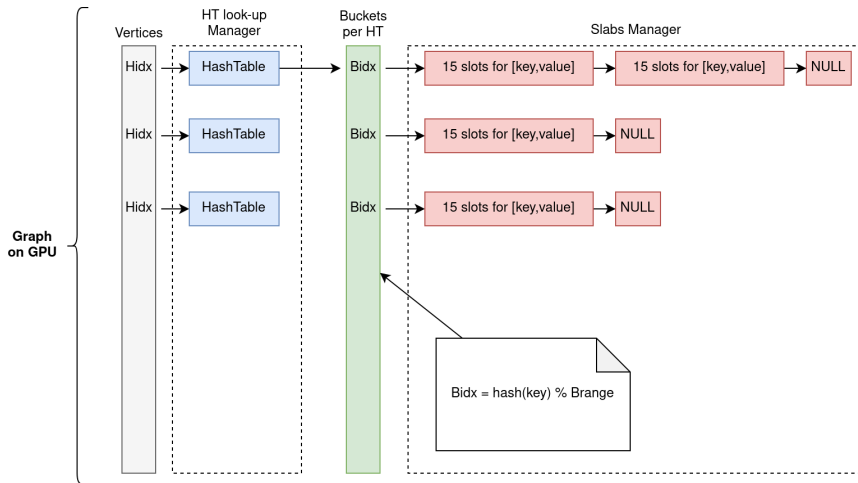 Vertices
HT look-up
Manager
Buckets
per HT
Slabs Manager
Hidx
HashTable
Bidx
15 slots for [key,value]
15 slots for [key,value]
NULL
Hidx
HashTable
Bidx
15 slots for [key,value]
NULL
Hidx
HashTable
Bidx
15 slots for [key,value]
NULL
Graph
on GPU
Bidx = hash(key) % Brange